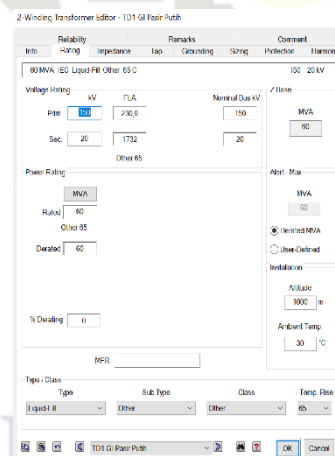 2-Winding Transformer Editor - TD1 GI Pasir Putih
Reliability Remarks Comment
Info Rating Impedance Tap Grounding Sizing Protection Harmon
60 MVA IEC Liquid-Fill Other 65 C 150 20 kV
Voltage Rating Z Base
kV FLA Nominal Bus kV MVA
Prim. 150 230,9 150 60
Sec. 20 1732 20
Other 65
Power Rating Alert - Max
MVA MVA
Rated 60 60
Other 65 Derated MVA
Derated 60 User-Defined
Installation
Altitude
1000 m
% Derating 0 Ambient Temp.
30 °C
MFR
Type / Class
Type Sub Type Class Temp. Rise
Liquid-Fill Other Other 65
TD1 GI Pasir Putih ? OK Cancel